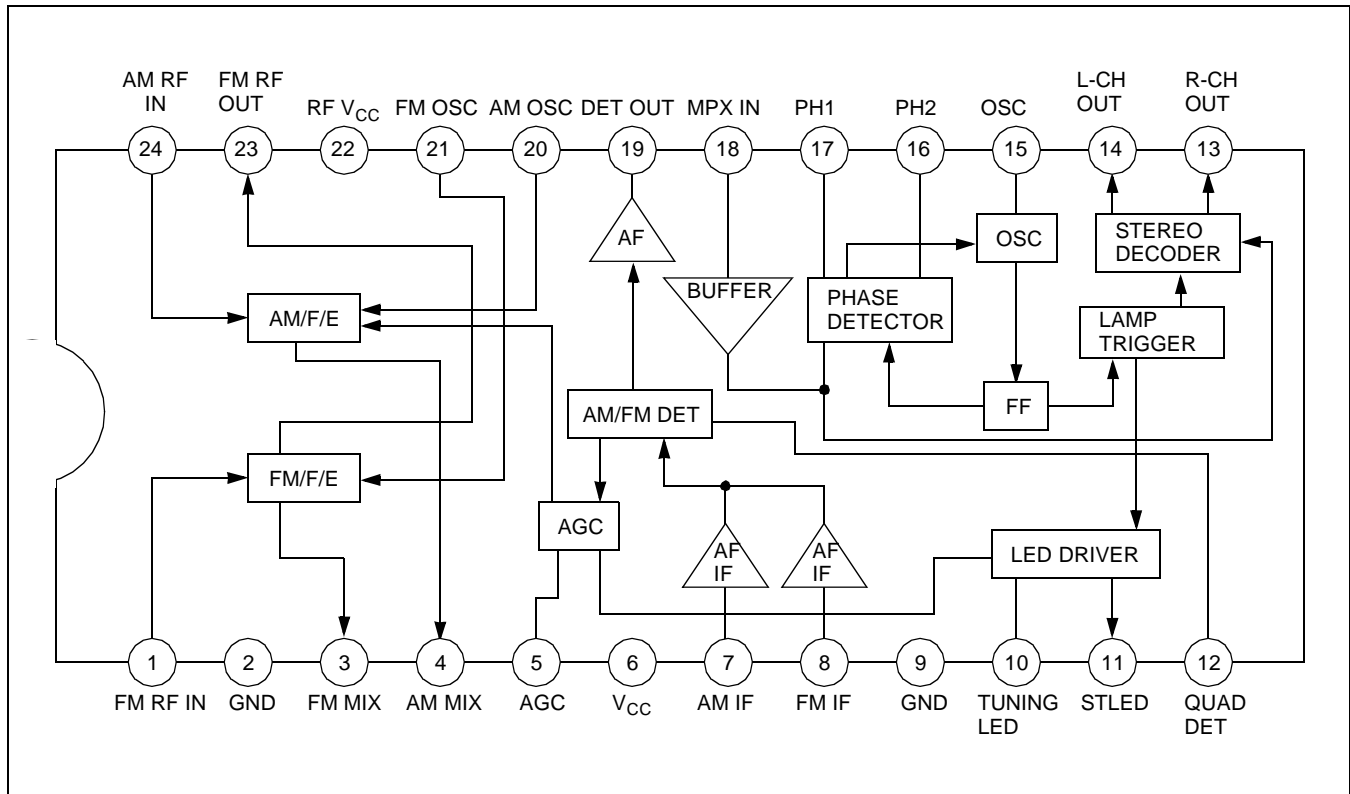 AM RF
IN
FM RF
OUT
RF VCC
FM OSC
AM OSC
DET OUT
MPX IN
PH1
PH2
OSC
L-CH
OUT
R-CH
OUT
24
23
22
21
20
19
18
17
16
15
14
13
AF
BUFFER
OSC
STEREO
DECODER
PHASE
DETECTOR
AM/F/E
LAMP
TRIGGER
AM/FM DET
FF
FM/F/E
AGC
AF
IF
AF
IF
LED DRIVER
1
2
3
4
5
6
7
8
9
10
11
12
FM RF IN
GND
FM MIX
AM MIX
AGC
VCC
AM IF
FM IF
GND
TUNING
LED
STLED
QUAD
DET